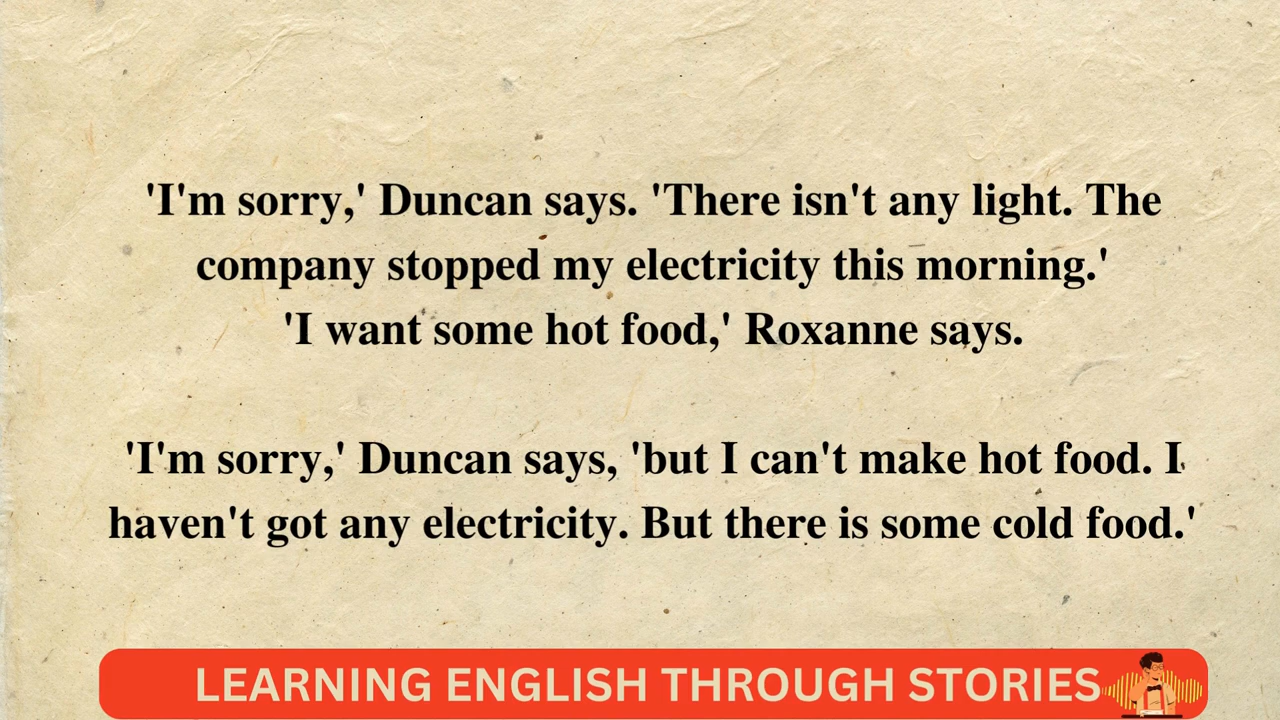 'I'm sorry,' Duncan says. 'There isn't any light. The
company stopped my electricity this morning.'
'I want some hot food,' Roxanne says.
'I'm sorry,' Duncan says, 'but I can't make hot food. I
haven't got any electricity. But there is some cold food.'
LEARNING ENGLISH THROUGH STORIES